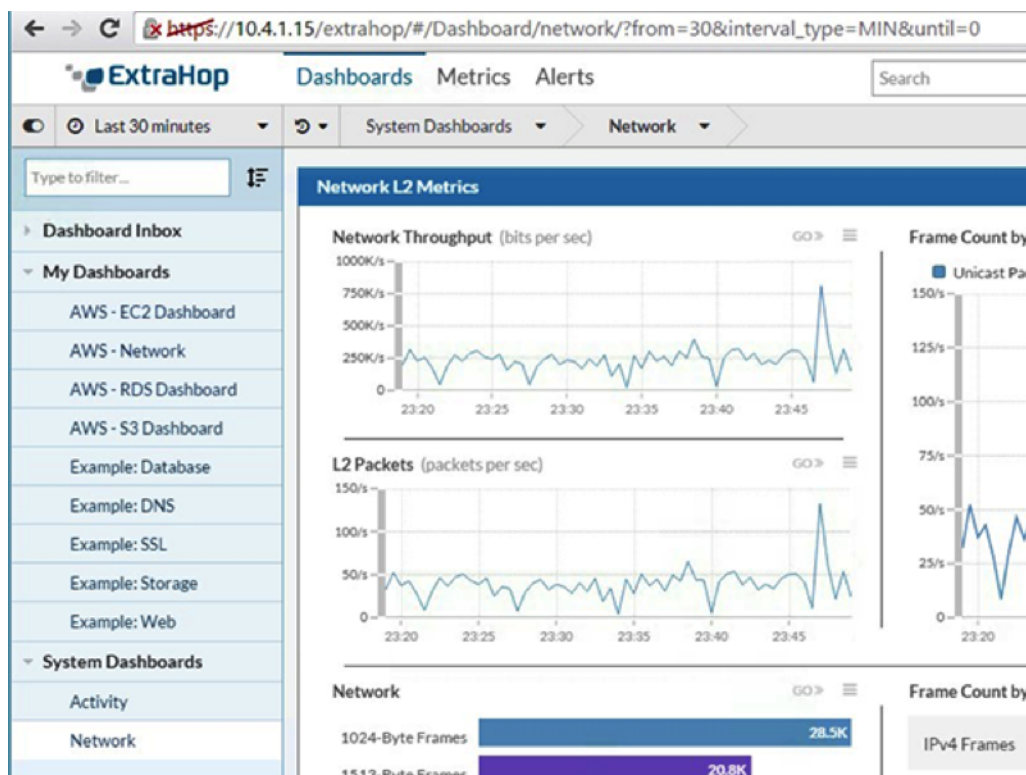 https://10.4.1.15/extrahop/#/Dashboard/network/?from=30&interval_type=MIN&until=0
ExtraHop
Dashboards Metrics Alerts
Search
Last 30 minutes
System Dashboards
Network
Type to filter...
Dashboard Inbox
My Dashboards
AWS - EC2 Dashboard
AWS - Network
AWS - RDS Dashboard
AWS - S3 Dashboard
Example: Database
Example: DNS
Example: SSL
Example: Storage
Example: Web
System Dashboards
Activity
Network
Network L2 Metrics
Network Throughput (bits per sec)
GO»
1000K/s
750K/s
500K/s
250K/s
0
23:20 23:25 23:30 23:35 23:40 23:45
L2 Packets (packets per sec)
GO»
150/s
100/s
50/s
0
23:20 23:25 23:30 23:35 23:40 23:45
Network
GO»
1024-Byte Frames 28.5K
1513-Byte Frames 20.8K
Frame Count by
Unicast Pa
150/s
125/s
100/s
75/s
50/s
25/s
0
23:20
Frame Count by
IPv4 Frames